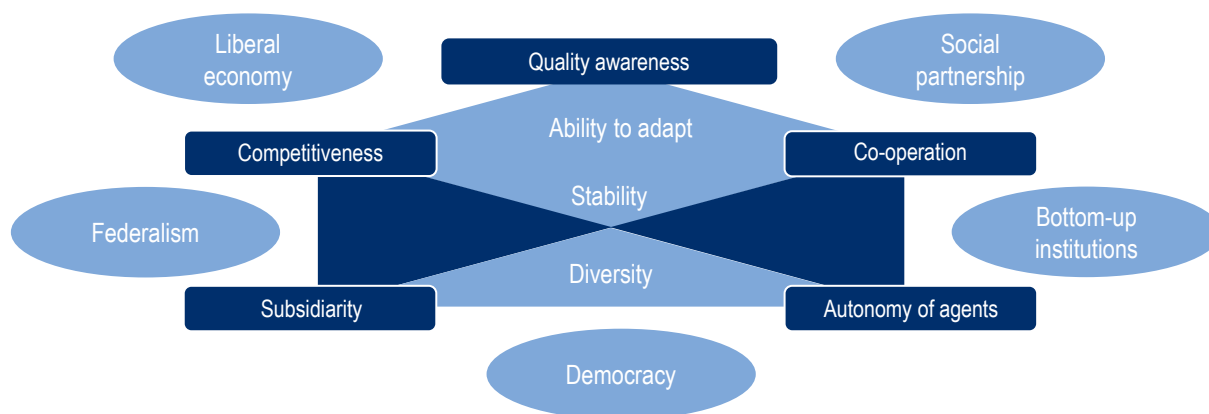 Liberal
economy
Quality awareness
Social
partnership
Ability to adapt
Competitiveness
Co-operation
Stability
Federalism
Bottom-up
institutions
Diversity
Subsidiarity
Autonomy of agents
Democracy